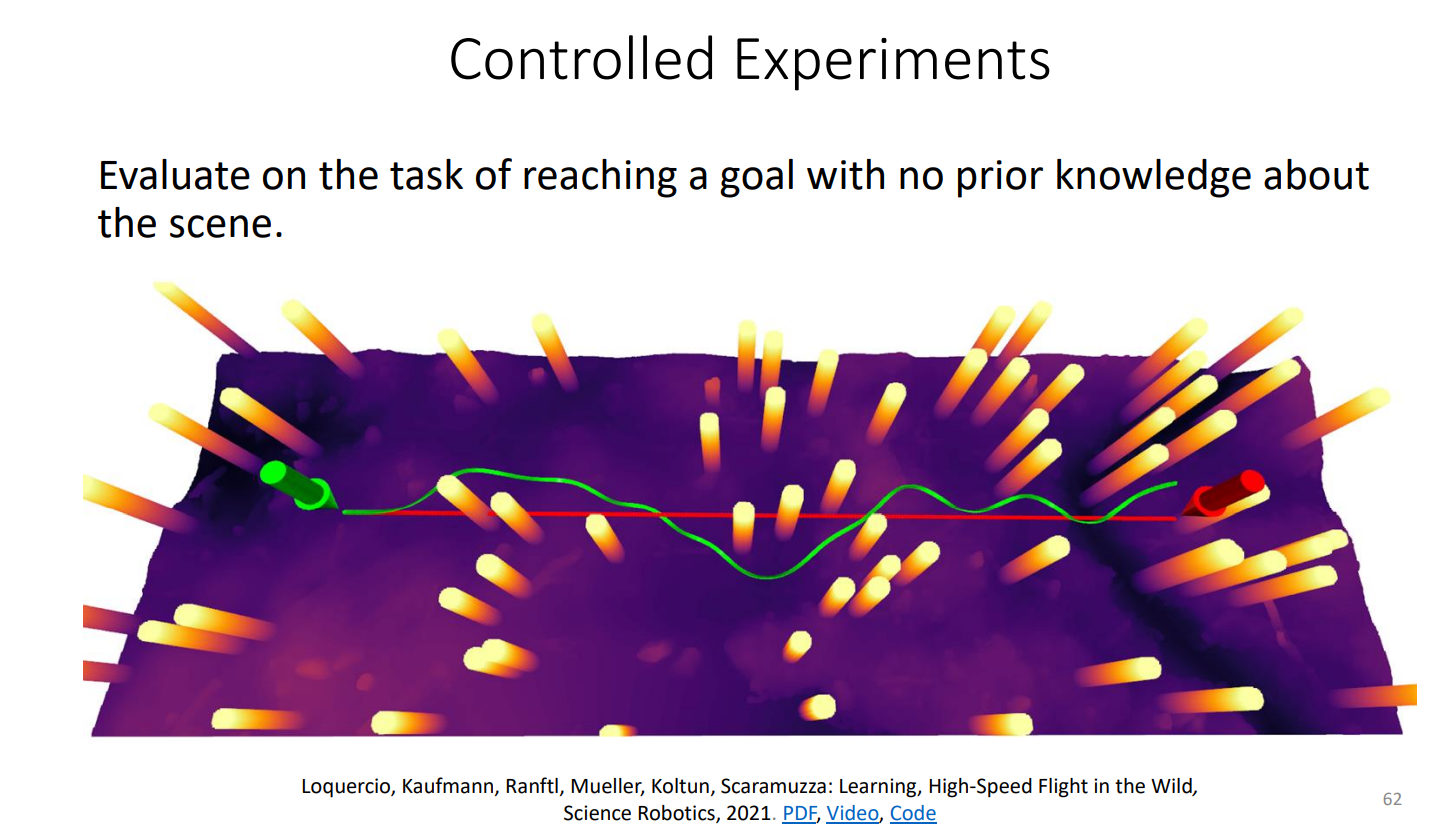 Controlled Experiments
Evaluate on the task of reaching a goal with no prior knowledge about
the scene.
Loquercio, Kaufmann, Ranftl, Mueller, Koltun, Scaramuzza: Learning, High-Speed Flight in the Wild,
Science Robotics, 2021. PDF, Video, Code
62